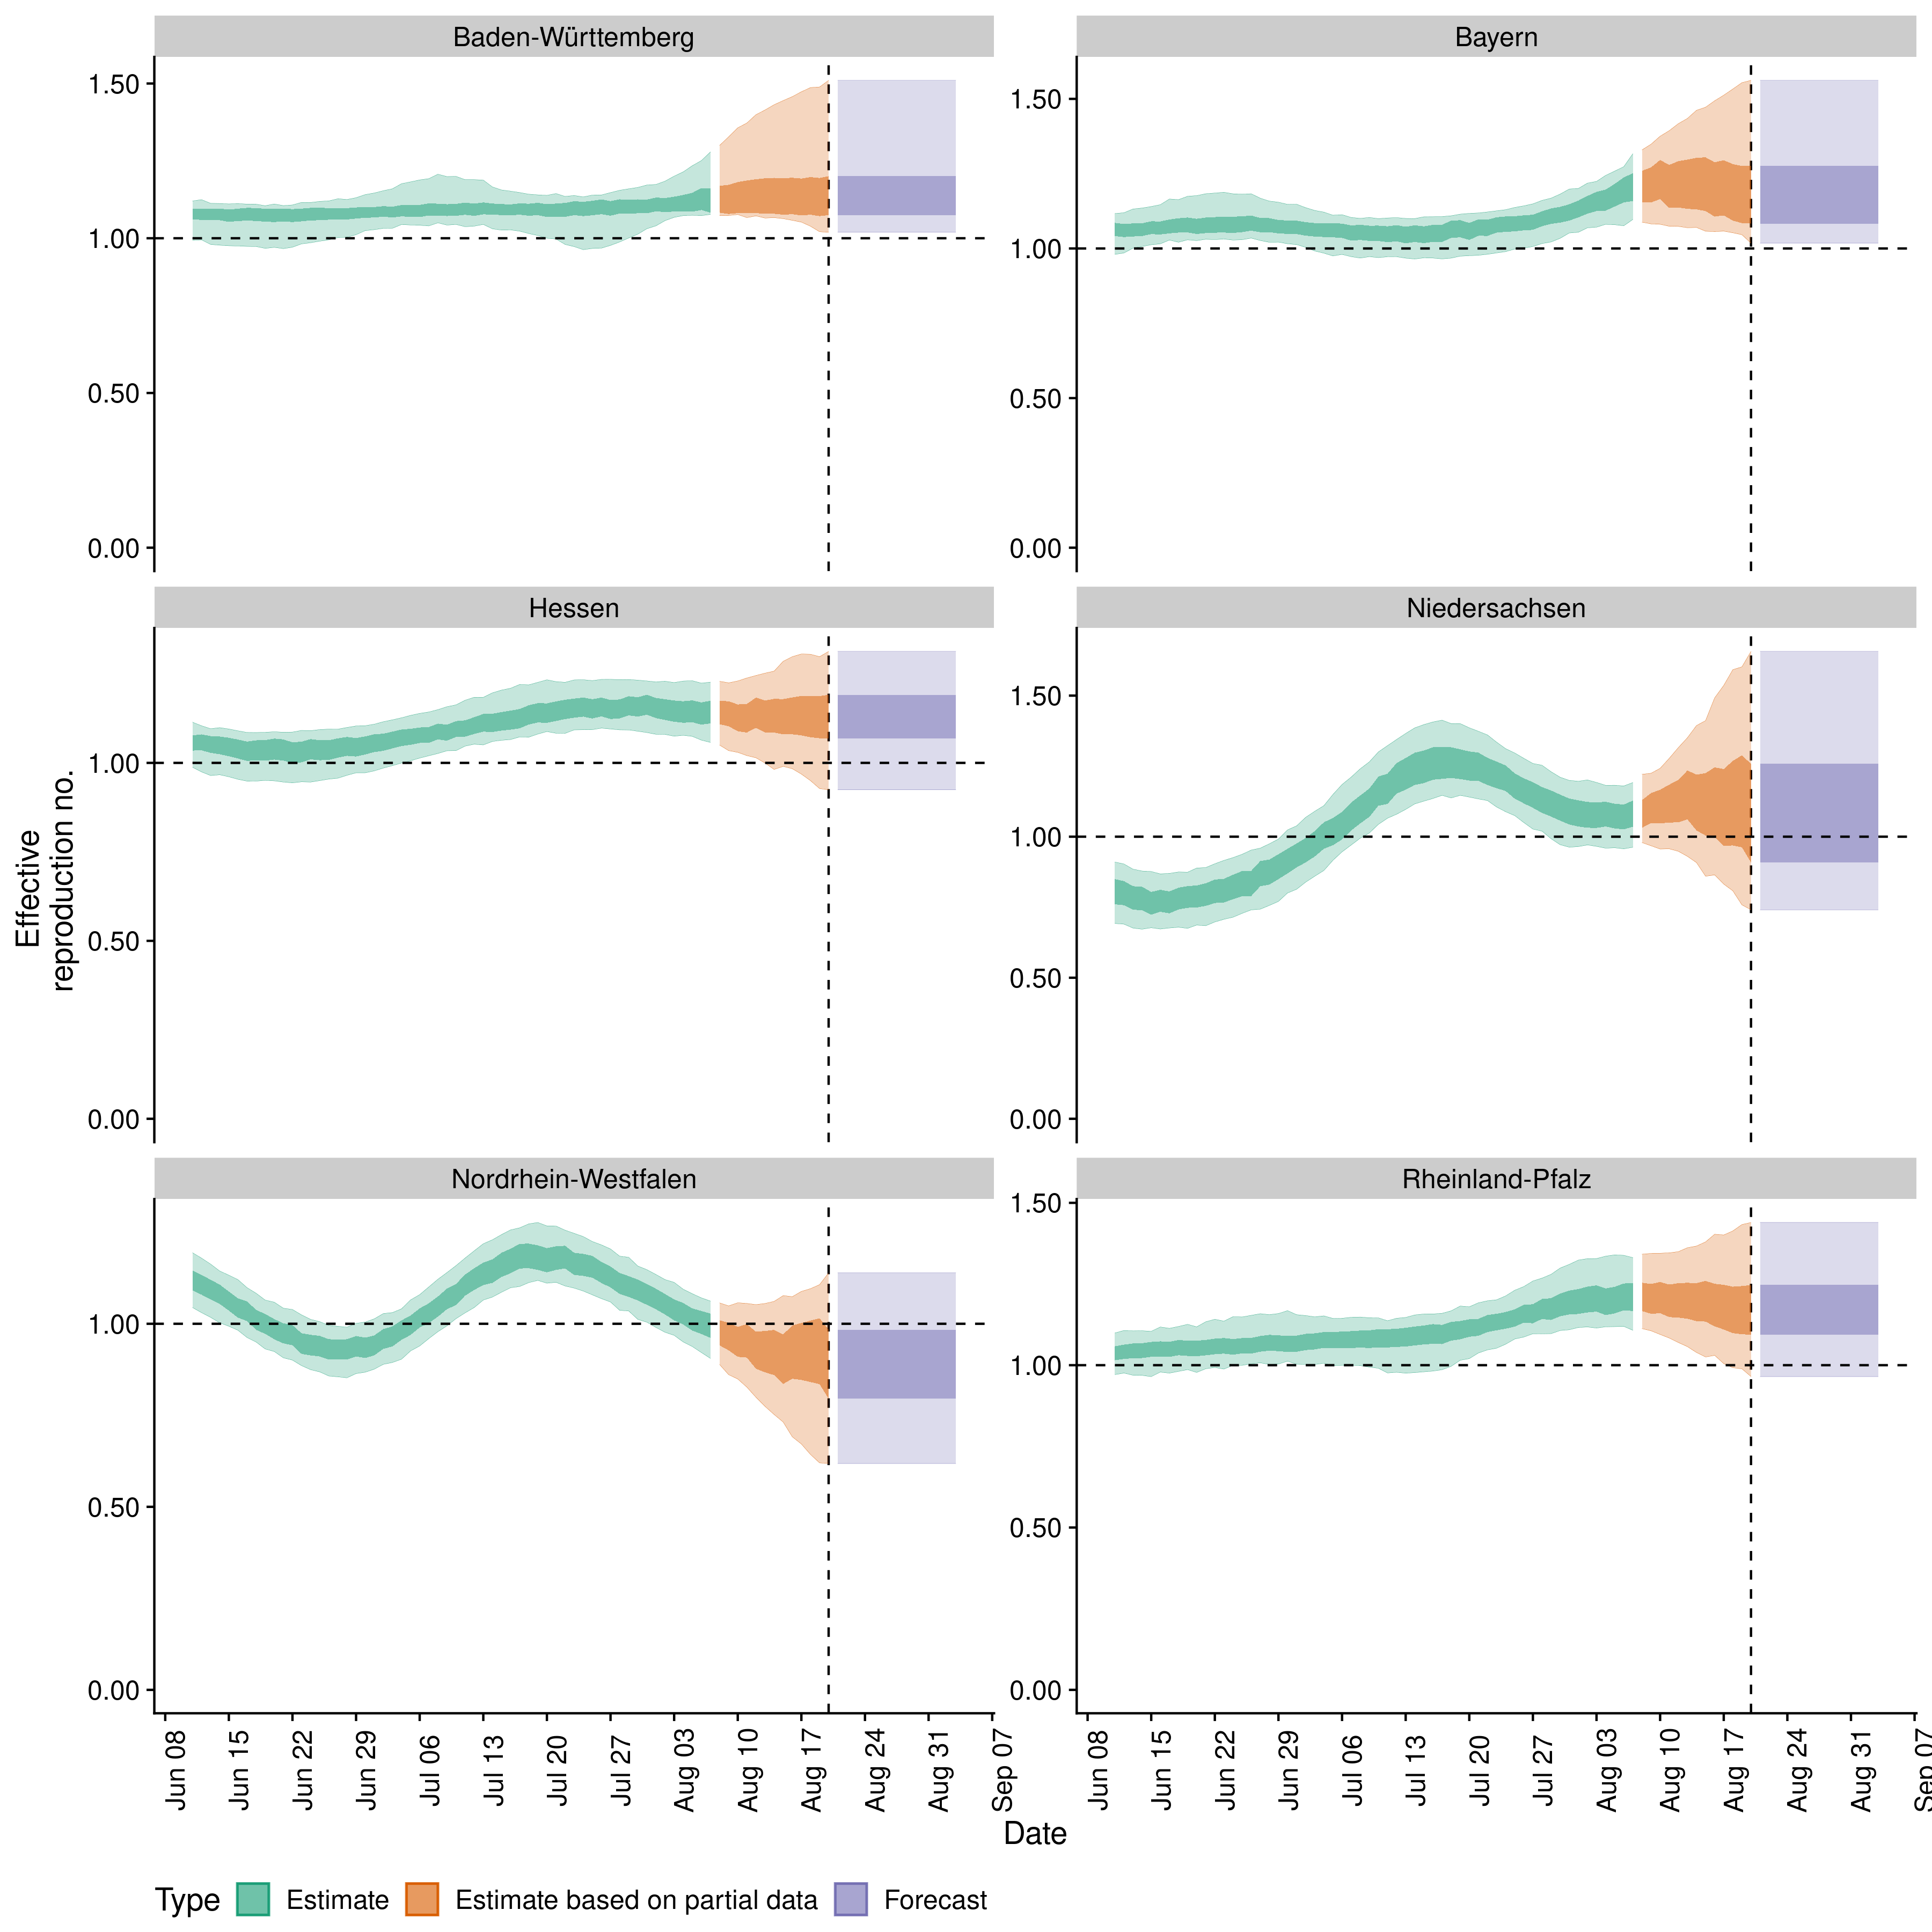 Baden-Württemberg
Bayern
1.50
1.00
0.50
0.00
1.50
1.00
0.50
0.00
Hessen
Niedersachsen
1.00
0.50
0.00
1.50
1.00
0.50
0.00
Effective
reproduction no.
Nordrhein-Westfalen
Rheinland-Pfalz
1.00
0.50
0.00
1.50
1.00
0.50
0.00
Jun 08
Jun 15
Jun 22
Jun 29
Jul 06
Jul 13
Jul 20
Jul 27
Aug 03
Aug 10
Aug 17
Aug 24
Aug 31
Sep 07
Jun 08
Jun 15
Jun 22
Jun 29
Jul 06
Jul 13
Jul 20
Jul 27
Aug 03
Aug 10
Aug 17
Aug 24
Aug 31
Sep 07
Date
Type Estimate Estimate based on partial data Forecast